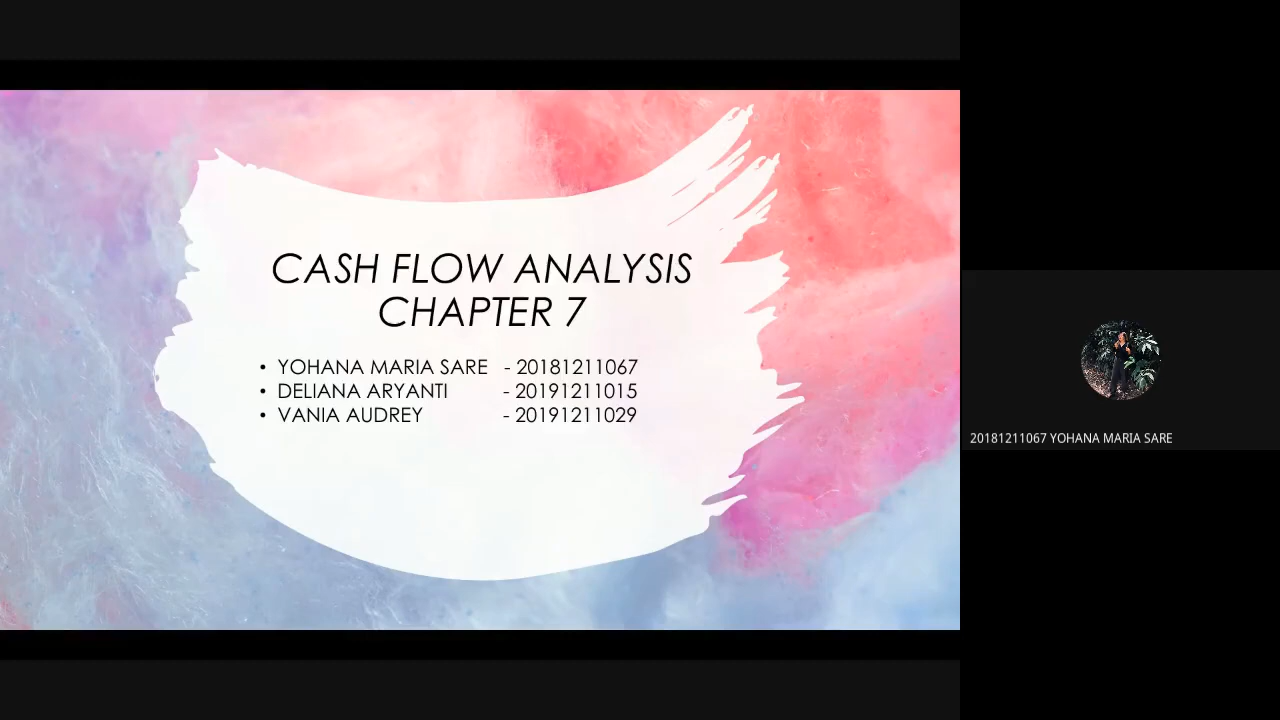 CASH FLOW ANALYSIS
CHAPTER 7
• YOHANA MARIA SARE - 20181211067
• DELIANA ARYANTI - 20191211015
• VANIA AUDREY - 20191211029
20181211067 YOHANA MARIA SARE